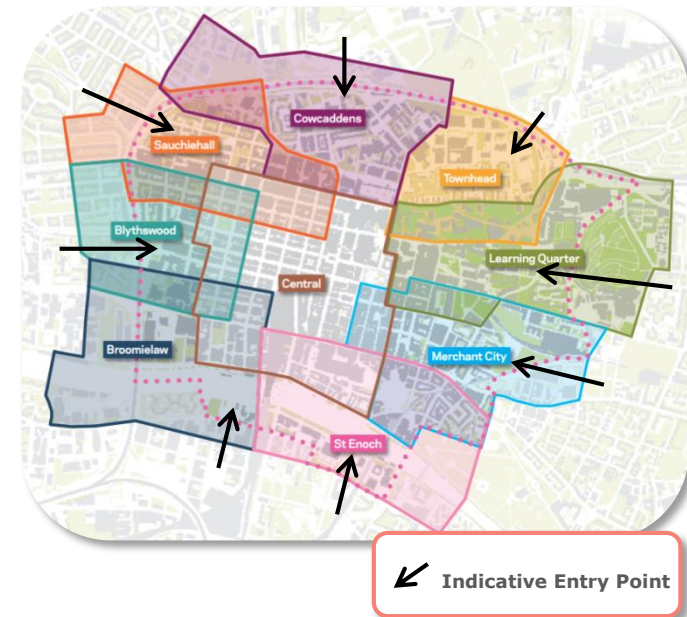 Cowcaddens
Sauchiehall
Townhead
Blythswood
Learning Quarter
Central
Broomielaw
Merchant City
St Enoch
Indicative Entry Point